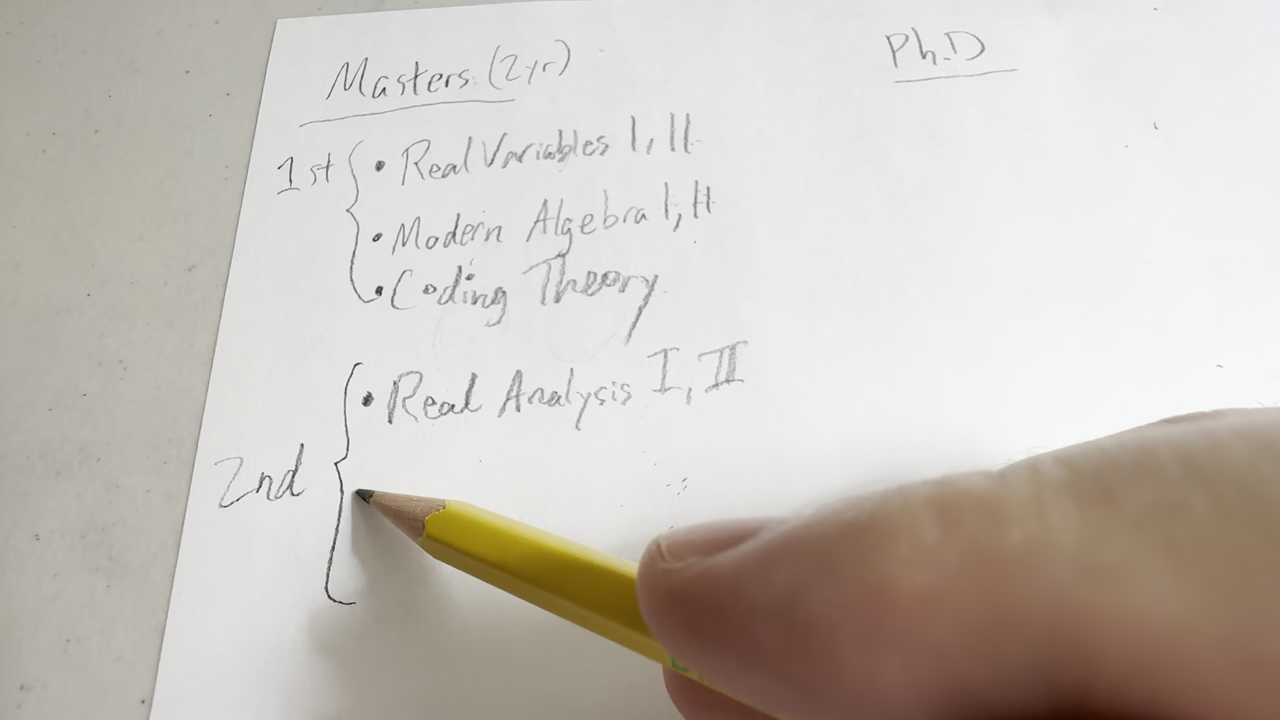 Masters (2yr)
Ph.D
1st
• Real Variables I, II
• Modern Algebra I, II
• Coding Theory
2nd
• Real Analysis I, II